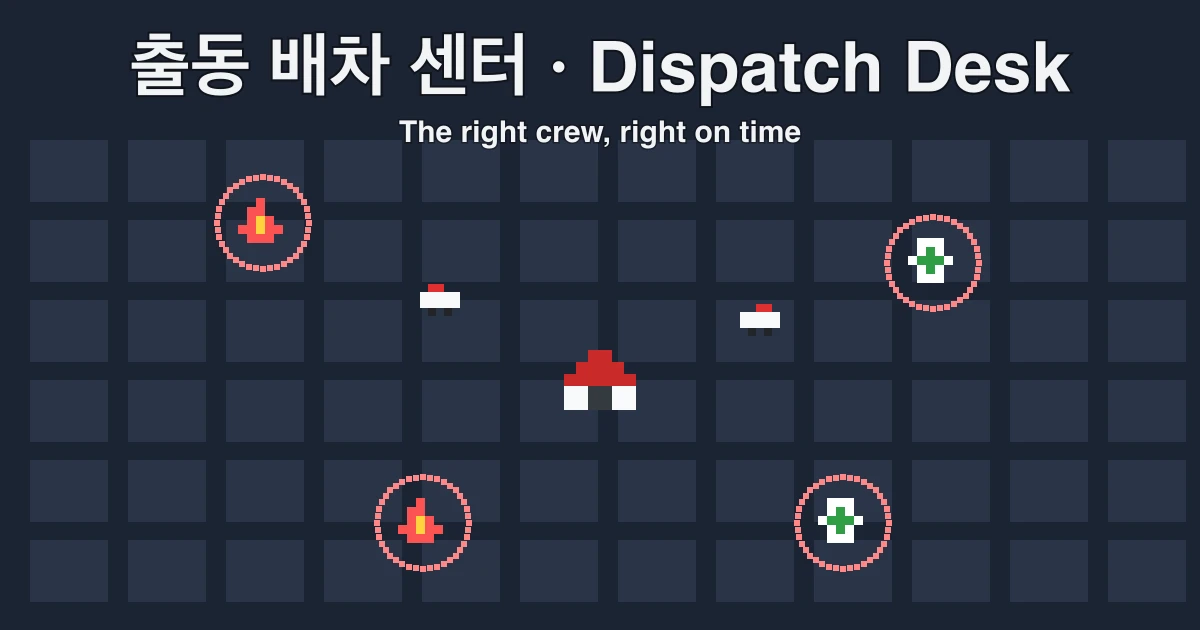 출동 배차 센터 · Dispatch Desk
The right crew, right on time